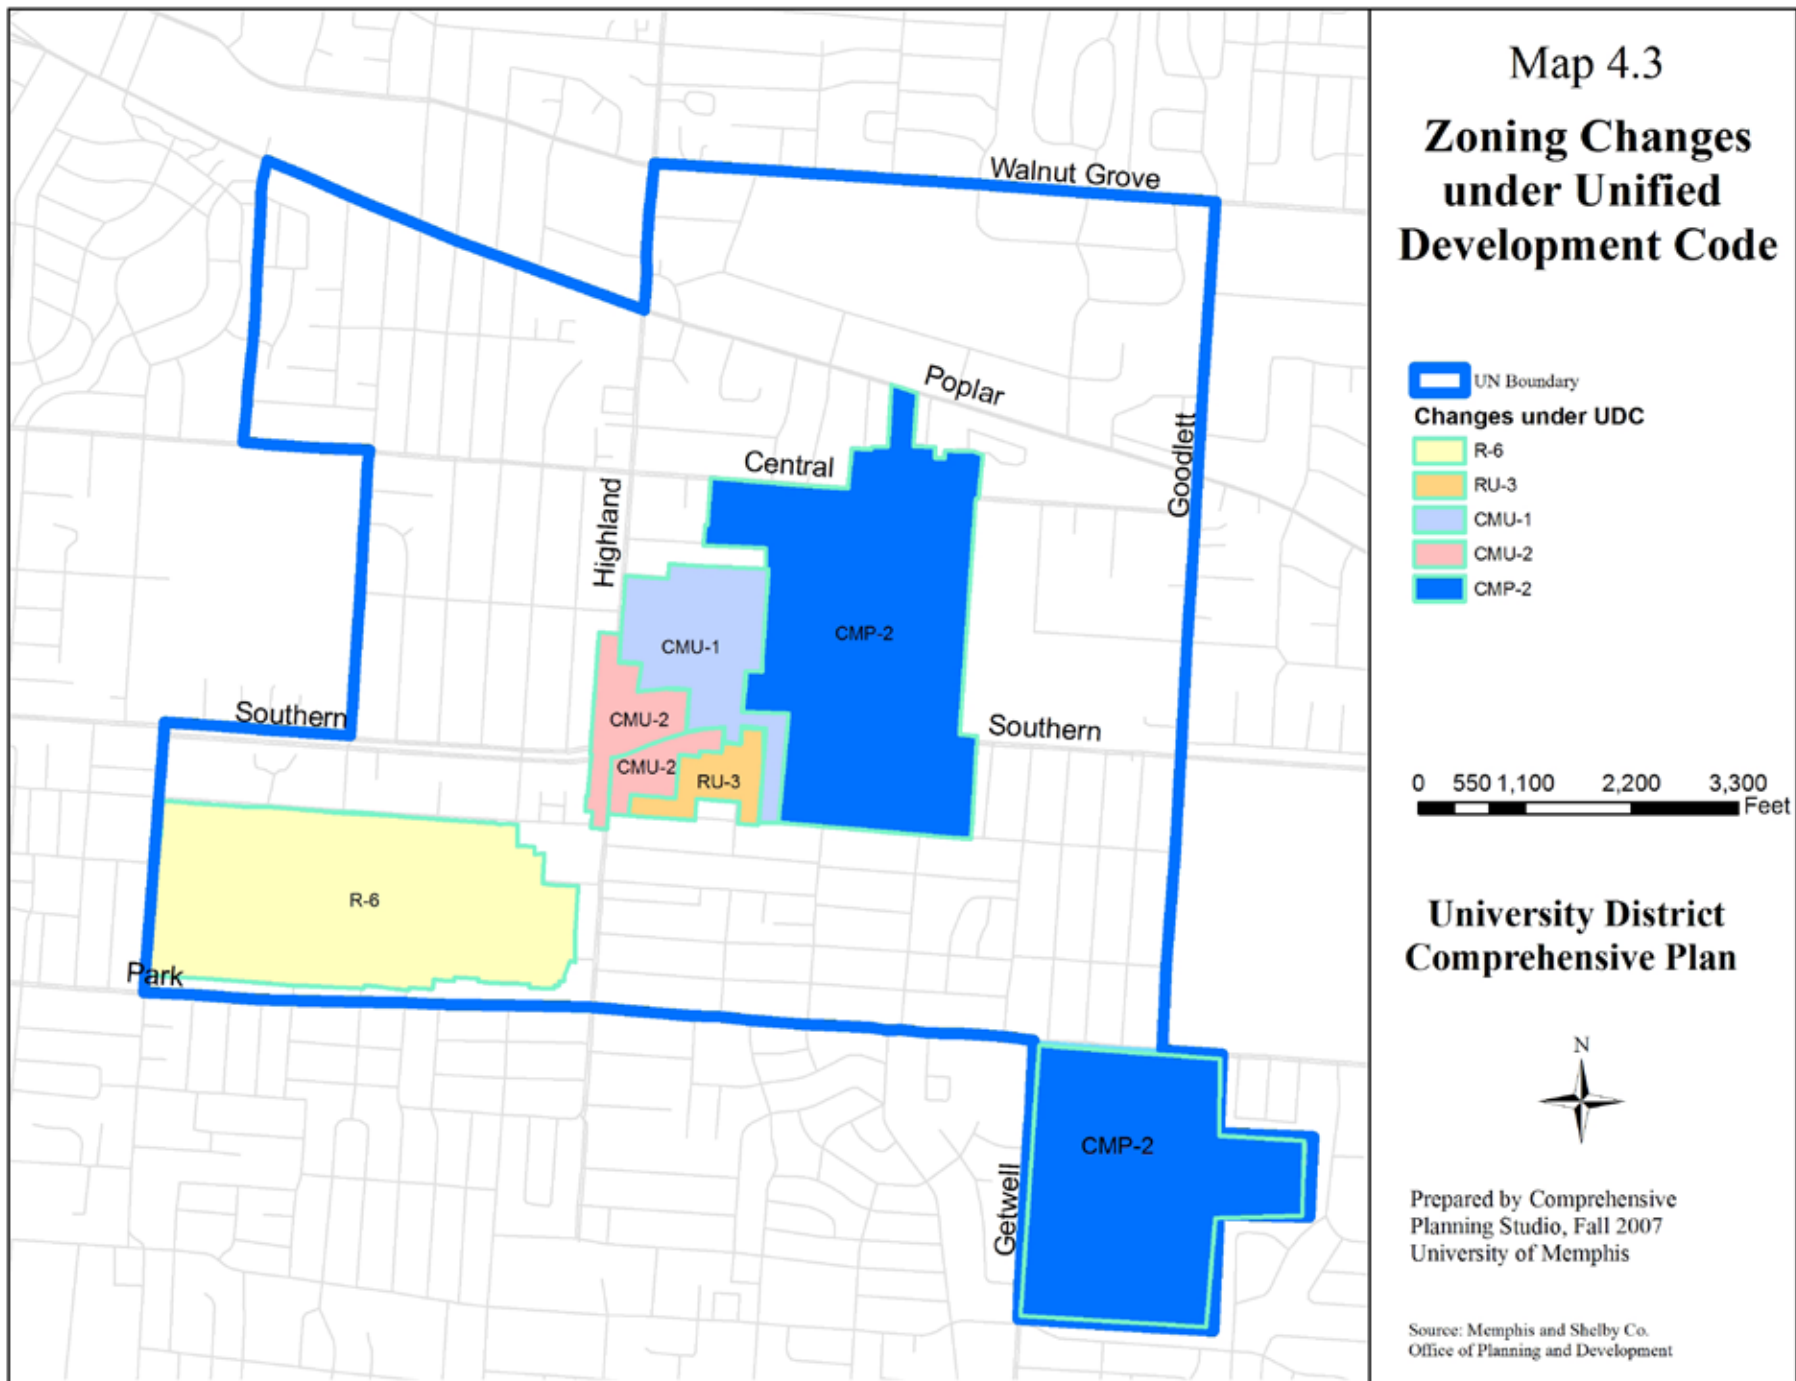 Map 4.3
Zoning Changes
under Unified
Development Code
UN Boundary
Changes under UDC
R-6
RU-3
CMU-1
CMU-2
CMP-2
0 550 1,100 2,200 3,300
Feet
University District
Comprehensive Plan
N
Prepared by Comprehensive
Planning Studio, Fall 2007
University of Memphis
Source: Memphis and Shelby Co.
Office of Planning and Development
Walnut Grove
Poplar
Goodlett
Central
Highland
CMP-2
CMU-1
CMU-2
Southern
Southern
CMU-2
RU-3
R-6
Park
CMP-2
Getwell